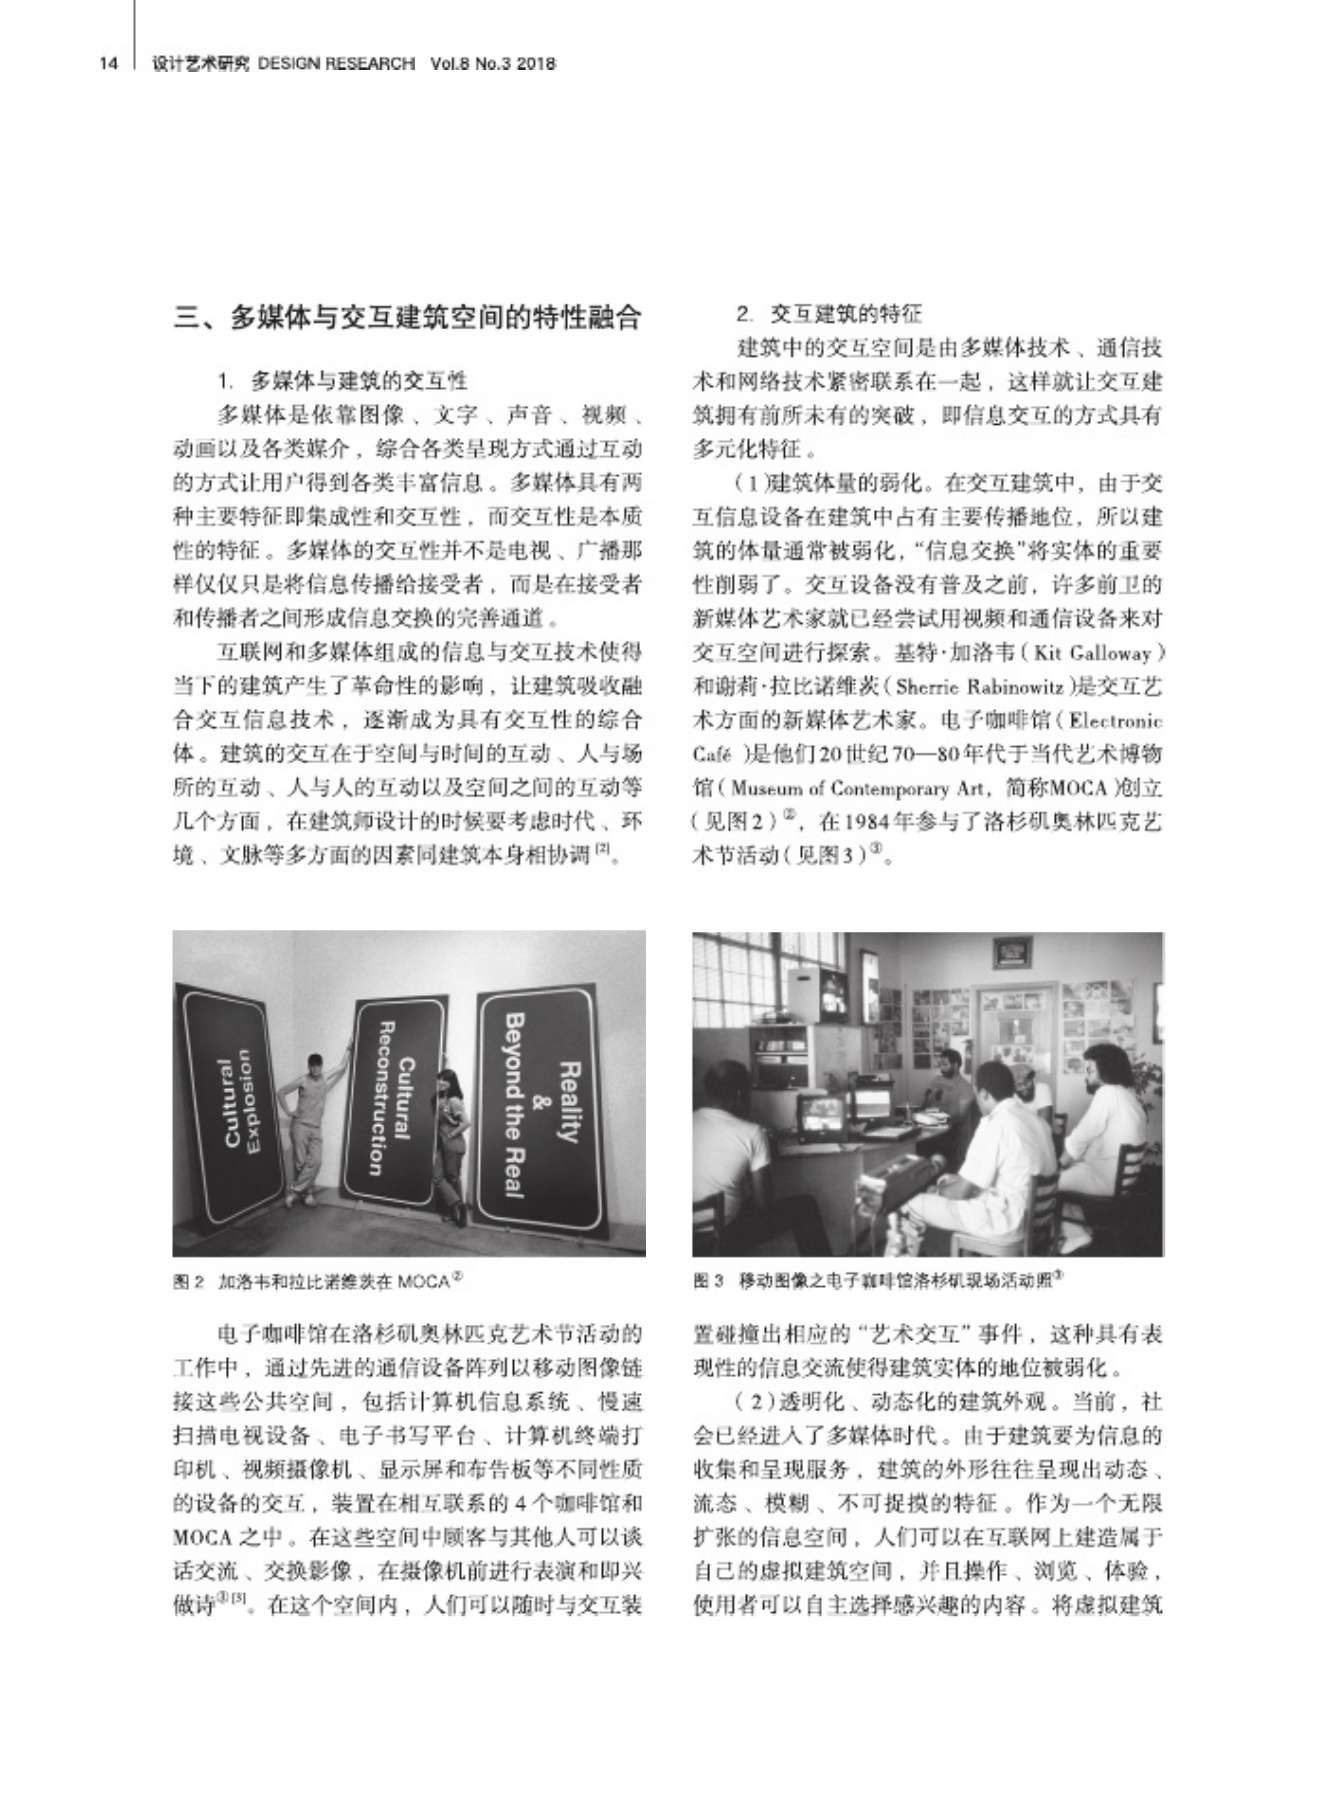 14
设计艺术研究 DESIGN RESEARCH Vol.8 No.3 2018
三、多媒体与交互建筑空间的特性融合
1. 多媒体与建筑的交互性
多媒体是依靠图像、文字、声音、视频、
动画以及各类媒介，综合各类呈现方式通过互动
的方式让用户得到各类丰富信息。多媒体具有两
种主要特征即集成性和交互性，而交互性是本质
性的特征。多媒体的交互性并不是电视、广播那
样仅仅只是将信息传播给接受者，而是在接受者
和传播者之间形成信息交换的完善通道。
互联网和多媒体组成的信息与交互技术使得
当下的建筑产生了革命性的影响，让建筑吸收融
合交互信息技术，逐渐成为具有交互性的综合
体。建筑的交互在于空间与时间的互动、人与场
所的互动、人与人的互动以及空间之间的互动等
几个方面，在建筑师设计的时候要考虑时代、环
境、文脉等多方面的因素同建筑本身相协调[2]。
2. 交互建筑的特征
建筑中的交互空间是由多媒体技术、通信技
术和网络技术紧密联系在一起，这样就让交互建
筑拥有前所未有的突破，即信息交互的方式具有
多元化特征。
（1）建筑体量的弱化。在交互建筑中，由于交
互信息设备在建筑中占有主要传播地位，所以建
筑的体量通常被弱化，“信息交换”将实体的重要
性削弱了。交互设备没有普及之前，许多前卫的
新媒体艺术家就已经尝试用视频和通信设备来对
交互空间进行探索。基特·加洛韦（Kit Galloway）
和谢莉·拉比诺维茨（Sherrie Rabinowitz）是交互艺
术方面的新媒体艺术家。电子咖啡馆（Electronic
Café）是他们20世纪70—80年代于当代艺术博物
馆（Museum of Contemporary Art，简称MOCA）创立
（见图2）②，在1984年参与了洛杉矶奥林匹克艺
术节活动（见图3）③。
Cultural
Explosion
Cultural
Reconstruction
Reality
&
Beyond the Real
图 2 加洛韦和拉比诺维茨在 MOCA②
图 3 移动图像之电子咖啡馆洛杉矶现场活动照③
电子咖啡馆在洛杉矶奥林匹克艺术节活动的
工作中，通过先进的通信设备阵列以移动图像链
接这些公共空间，包括计算机信息系统、慢速
扫描电视设备、电子书写平台、计算机终端打
印机、视频摄像机、显示屏和布告板等不同性质
的设备的交互，装置在相互联系的 4 个咖啡馆和
MOCA 之中。在这些空间中顾客与其他人可以谈
话交流、交换影像，在摄像机前进行表演和即兴
做诗③[3]。在这个空间内，人们可以随时与交互装
置碰撞出相应的“艺术交互”事件，这种具有表
现性的信息交流使得建筑实体的地位被弱化。
（2）透明化、动态化的建筑外观。当前，社
会已经进入了多媒体时代。由于建筑要为信息的
收集和呈现服务，建筑的外形往往呈现出动态、
流态、模糊、不可捉摸的特征。作为一个无限
扩张的信息空间，人们可以在互联网上建造属于
自己的虚拟建筑空间，并且操作、浏览、体验，
使用者可以自主选择感兴趣的内容。将虚拟建筑